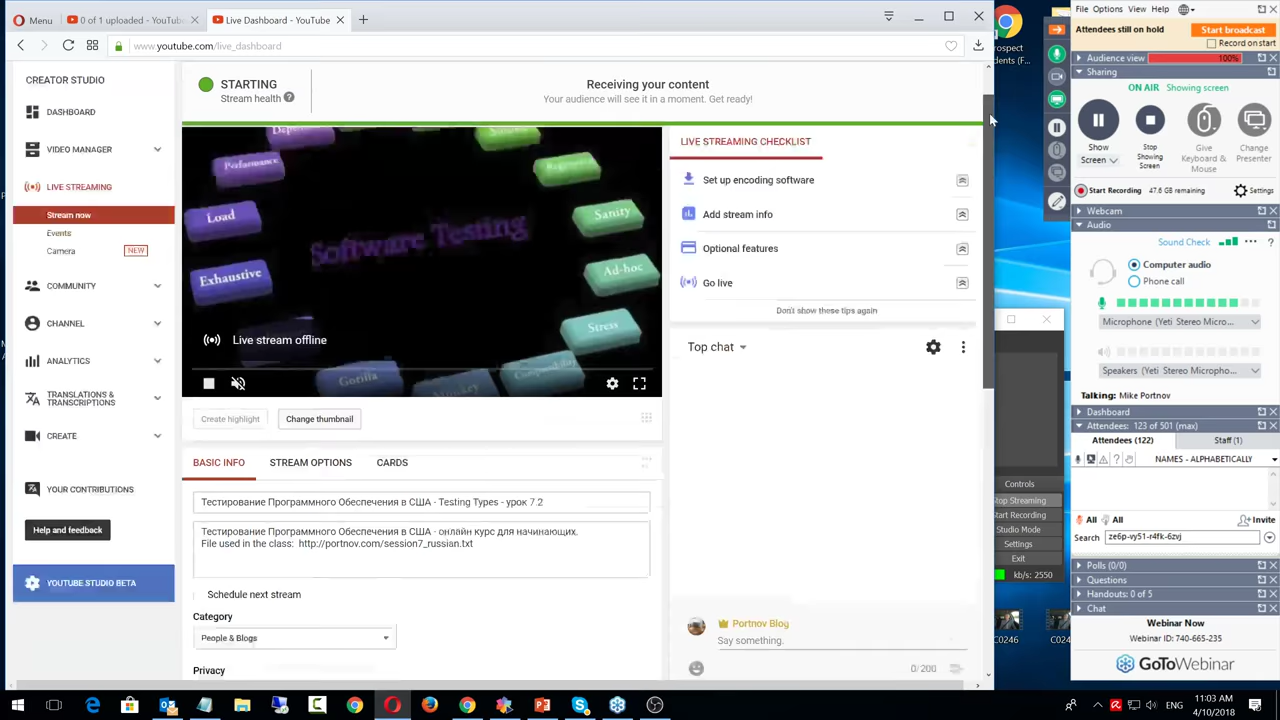 Menu
0 of 1 uploaded - YouTub
Live Dashboard - YouTube
www.youtube.com/live_dashboard
CREATOR STUDIO
DASHBOARD
VIDEO MANAGER
LIVE STREAMING
Stream now
Events
Camera
NEW
COMMUNITY
CHANNEL
ANALYTICS
TRANSLATIONS &
TRANSCRIPTIONS
CREATE
YOUR CONTRIBUTIONS
Help and feedback
YOUTUBE STUDIO BETA
STARTING
Stream health
Receiving your content
Your audience will see it in a moment. Get ready!
Performance
Load
Exhaustive
Gorilla
Software Testing
Sanity
Ad-hoc
Stress
Live stream offline
Create highlight
Change thumbnail
BASIC INFO
STREAM OPTIONS
CARDS
Тестирование Программного Обеспечения в США - Testing Types - урок 7.2
Тестирование Программного Обеспечения в США - онлайн курс для начинающих.
File used in the class: http://portnov.com/session7_russian.txt
Schedule next stream
Category
People & Blogs
Privacy
LIVE STREAMING CHECKLIST
Set up encoding software
Add stream info
Optional features
Go live
Don't show these tips again
Top chat
Portnov Blog
Say something.
0/200
rospect
dents (F...
Controls
Stop Streaming
Start Recording
Studio Mode
Settings
Exit
kb/s: 2550
C0246
C024
File Options View Help
Attendees still on hold
Start broadcast
Record on start
Audience view
100%
Sharing
ON AIR Showing screen
Show
Screen
Stop
Showing
Screen
Give
Keyboard &
Mouse
Change
Presenter
Start Recording
47.6 GB remaining
Settings
Webcam
Audio
Sound Check
?
Computer audio
Phone call
Microphone (Yeti Stereo Micro...
Speakers (Yeti Stereo Micropho...
Talking: Mike Portnov
Dashboard
Attendees: 123 of 501 (max)
Attendees (122)
Staff (1)
NAMES - ALPHABETICALLY
All
All
Invite
Search
ze6p-vy51-r4fk-6zvj
Polls (0/0)
Questions
Handouts: 0 of 5
Chat
Webinar Now
Webinar ID: 740-665-235
GoToWebinar
ENG
11:03 AM
4/10/2018